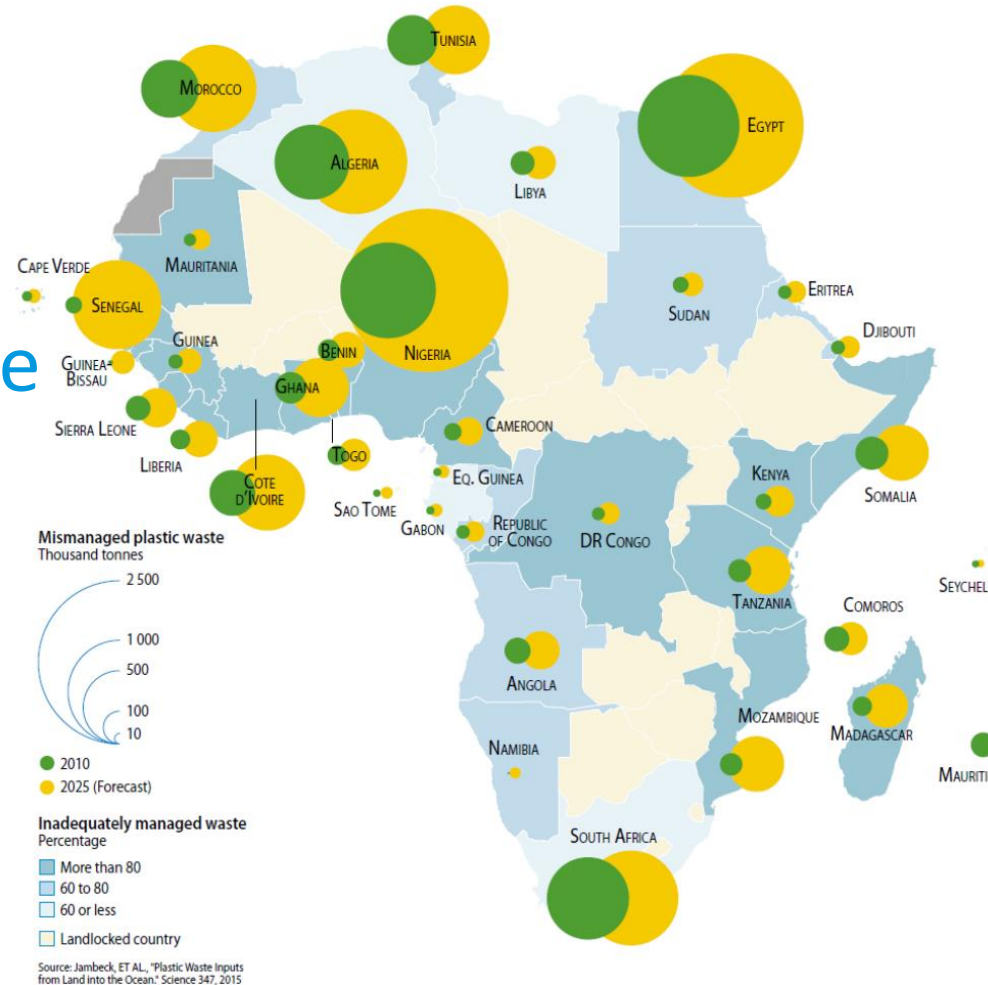 TUNISIA
MOROCCO
EGYPT
ALGERIA
LIBYA
MAURITANIA
CAPE VERDE
SENEGAL
SUDAN
ERITREA
DJIBOUTI
GUINEA
BENIN
NIGERIA
e
GUINEA-
BISSAU
GHANA
SIERRA LEONE
CAMEROON
LIBERIA
TOGO
KENYA
SOMALIA
COTE
D'IVOIRE
EQ. GUINEA
SAO TOME
GABON
REPUBLIC
OF CONGO
DR CONGO
Mismanaged plastic waste
Thousand tonnes
2 500
1 000
500
100
10
2010
2025 (Forecast)
TANZANIA
SEYCHEL
COMOROS
ANGOLA
MOZAMBIQUE
MADAGASCAR
NAMIBIA
MAURITI
SOUTH AFRICA
Inadequately managed waste
Percentage
More than 80
60 to 80
60 or less
Landlocked country
Source: Jambeck, ET AL., "Plastic Waste Inputs
from Land into the Ocean." Science 347, 2015